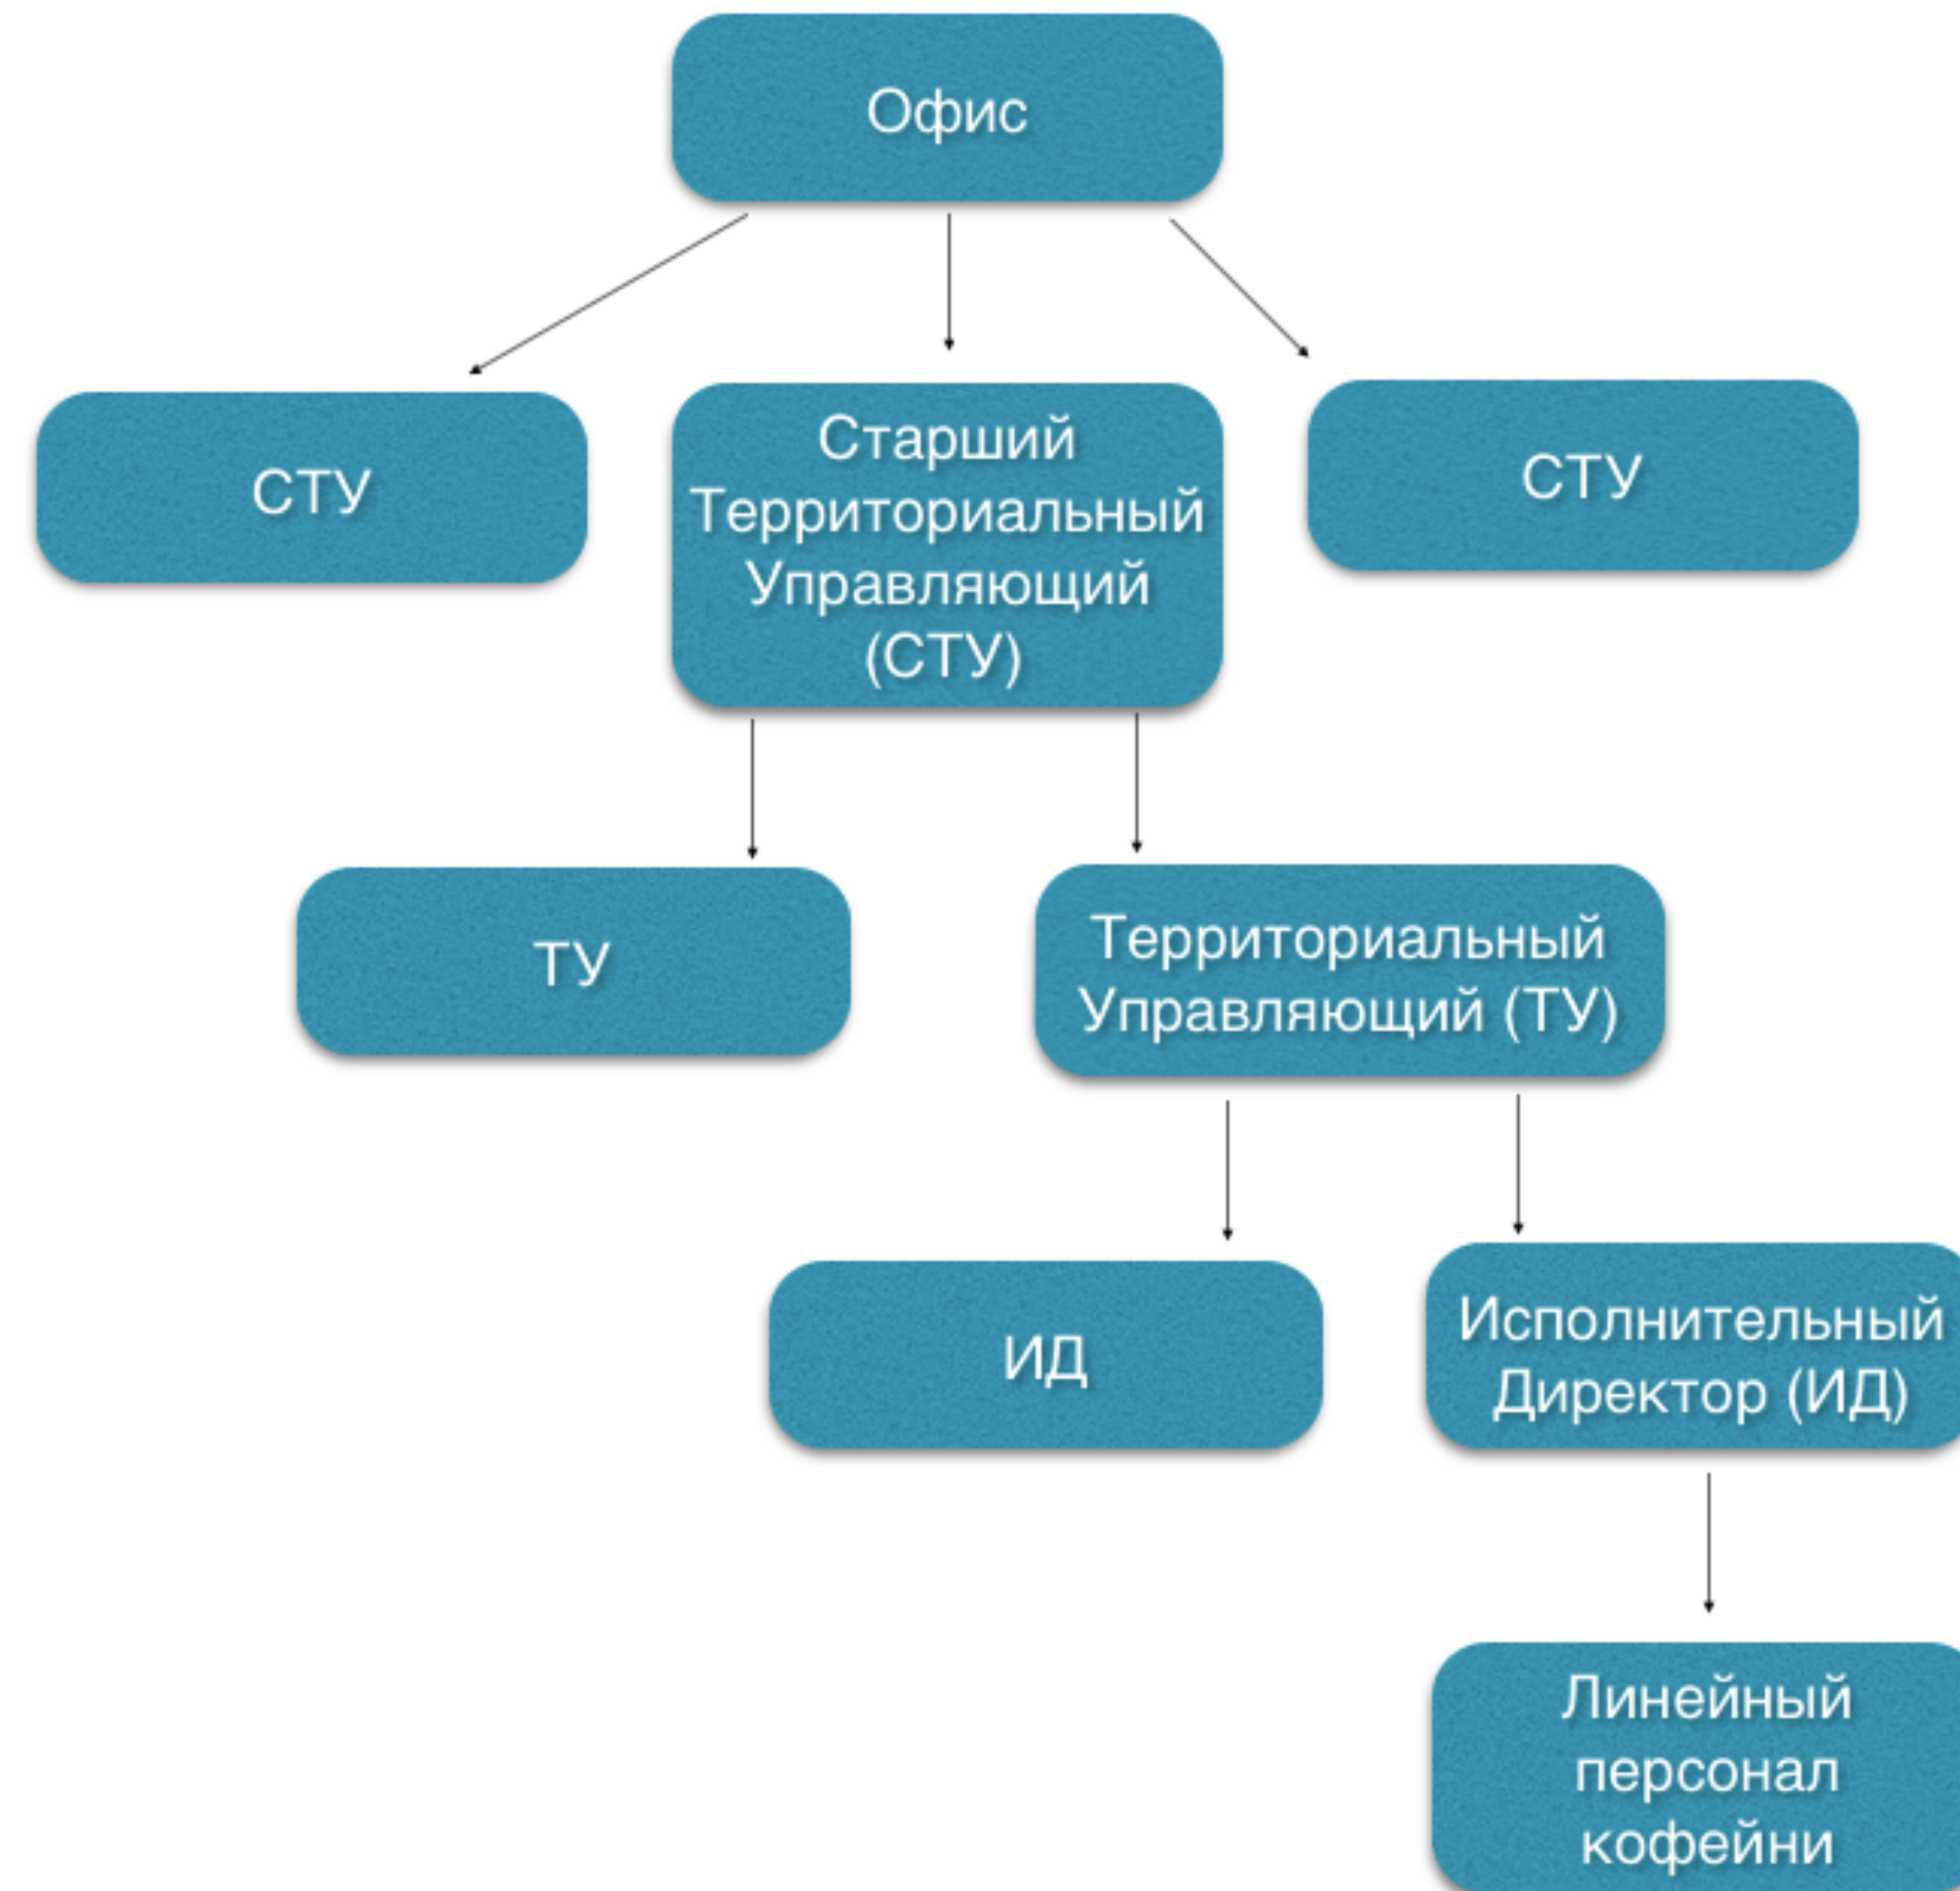 Офис
СТУ
Старший
Территориальный
Управляющий
(СТУ)
СТУ
ТУ
Территориальный
Управляющий (ТУ)
ИД
Исполнительный
Директор (ИД)
Линейный
персонал
кофейни